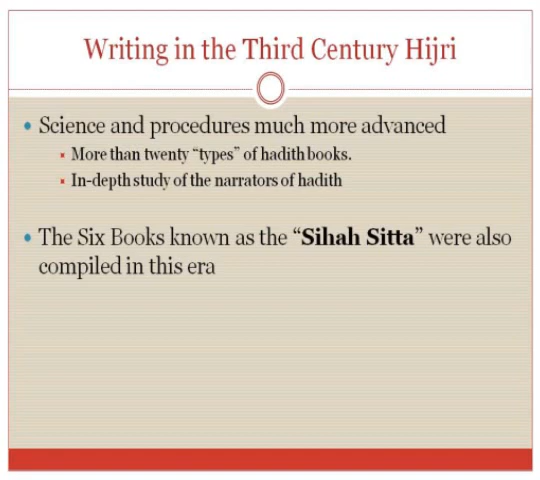 Writing in the Third Century Hijri
• Science and procedures much more advanced
× More than twenty “types” of hadith books.
× In-depth study of the narrators of hadith
• The Six Books known as the “Sihah Sitta” were also
compiled in this era